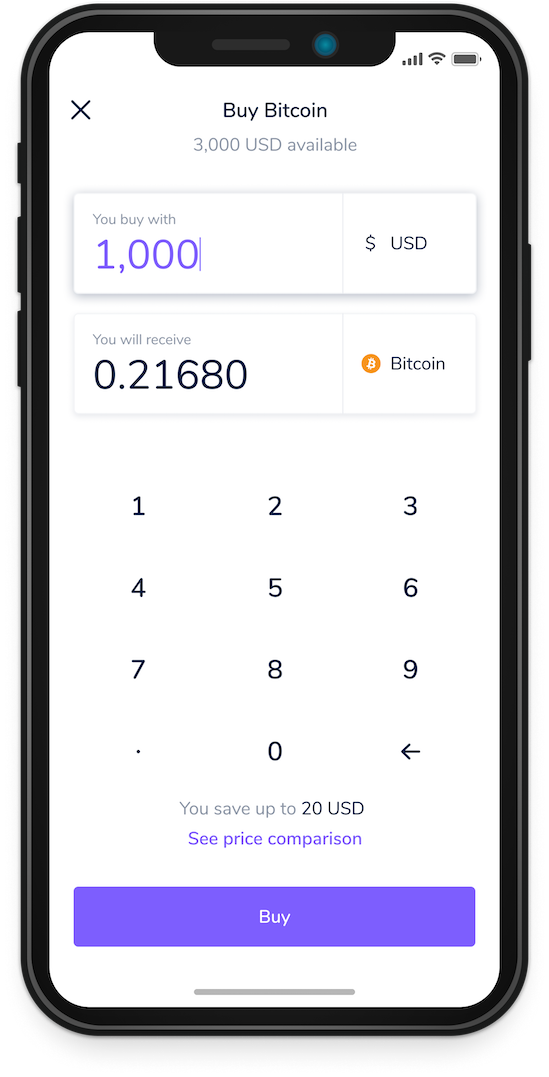 Buy Bitcoin
3,000 USD available
You buy with
1,000
$ USD
You will receive
0.21680
Bitcoin
1 2 3
4 5 6
7 8 9
. 0 ←
You save up to 20 USD
See price comparison
Buy